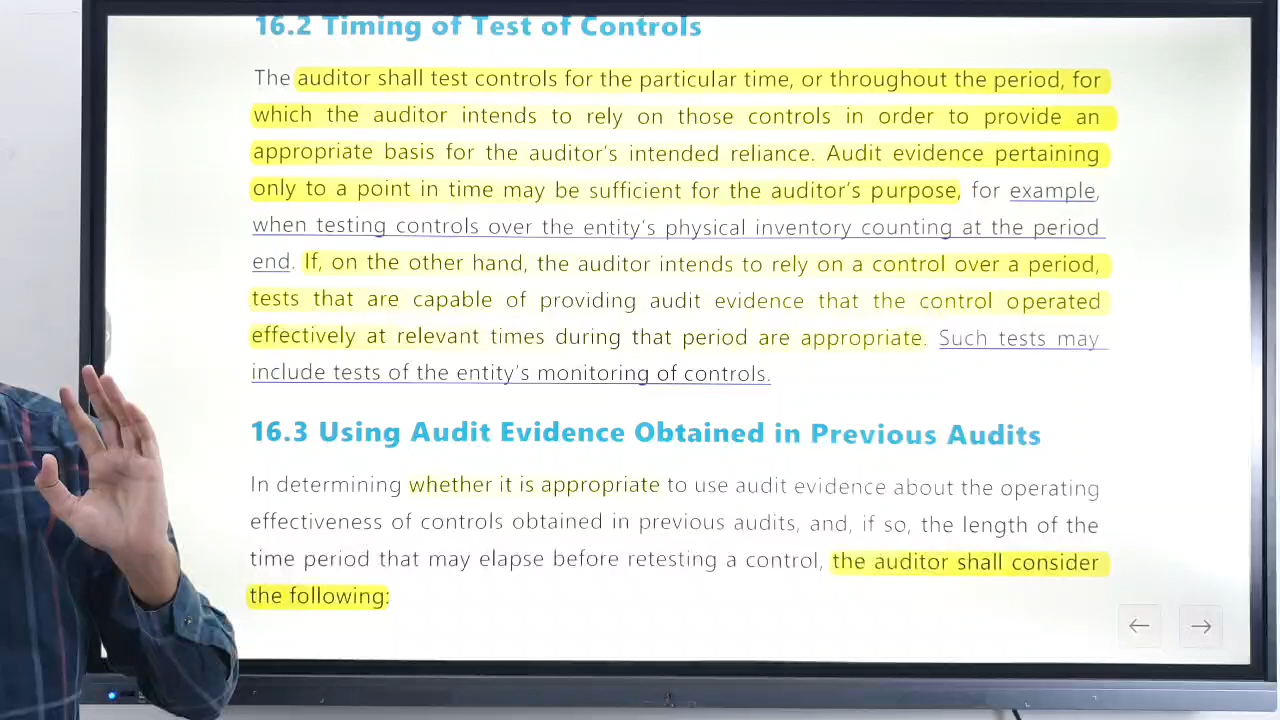 16.2 Timing of Test of Controls
The auditor shall test controls for the particular time, or throughout the period, for
which the auditor intends to rely on those controls in order to provide an
appropriate basis for the auditor's intended reliance. Audit evidence pertaining
only to a point in time may be sufficient for the auditor's purpose, for example,
when testing controls over the entity's physical inventory counting at the period
end. If, on the other hand, the auditor intends to rely on a control over a period,
tests that are capable of providing audit evidence that the control operated
effectively at relevant times during that period are appropriate. Such tests may
include tests of the entity's monitoring of controls.
16.3 Using Audit Evidence Obtained in Previous Audits
In determining whether it is appropriate to use audit evidence about the operating
effectiveness of controls obtained in previous audits, and, if so, the length of the
time period that may elapse before retesting a control, the auditor shall consider
the following: